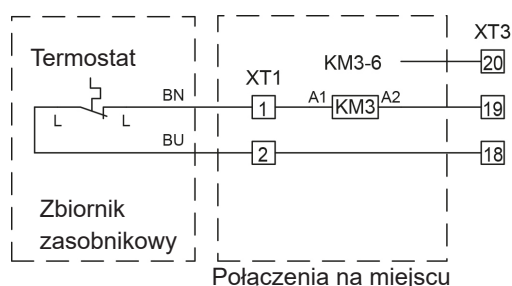 XT3
Termostat
KM3-6
20
XT1
BN
1
A1
KM3
A2
19
L
L
BU
2
18
Zbiornik
zasobnikowy
Połączenia na miejscu